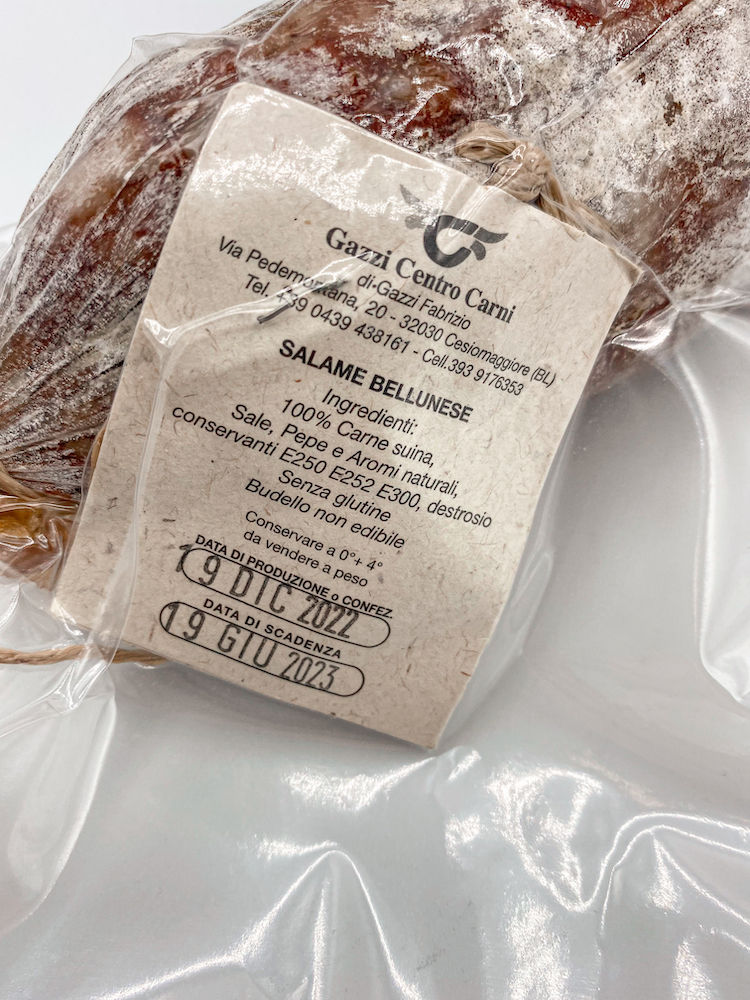 Gazzi Centro Carni
di Gazzi Fabrizio
Via Pedemontana, 20 - 32030 Cesiomaggiore (BL)
Tel. +39 0439 438161 - Cell.393 9176353
SALAME BELLUNESE
Ingredienti:
100% Carne suina,
Sale, Pepe e Aromi naturali,
conservanti E250 E252 E300, destrosio
Senza glutine
Budello non edibile
Conservare a 0°+ 4°
da vendere a peso
DATA DI PRODUZIONE o CONFEZ
19 DIC 2022
DATA DI SCADENZA
19 GIU 2023